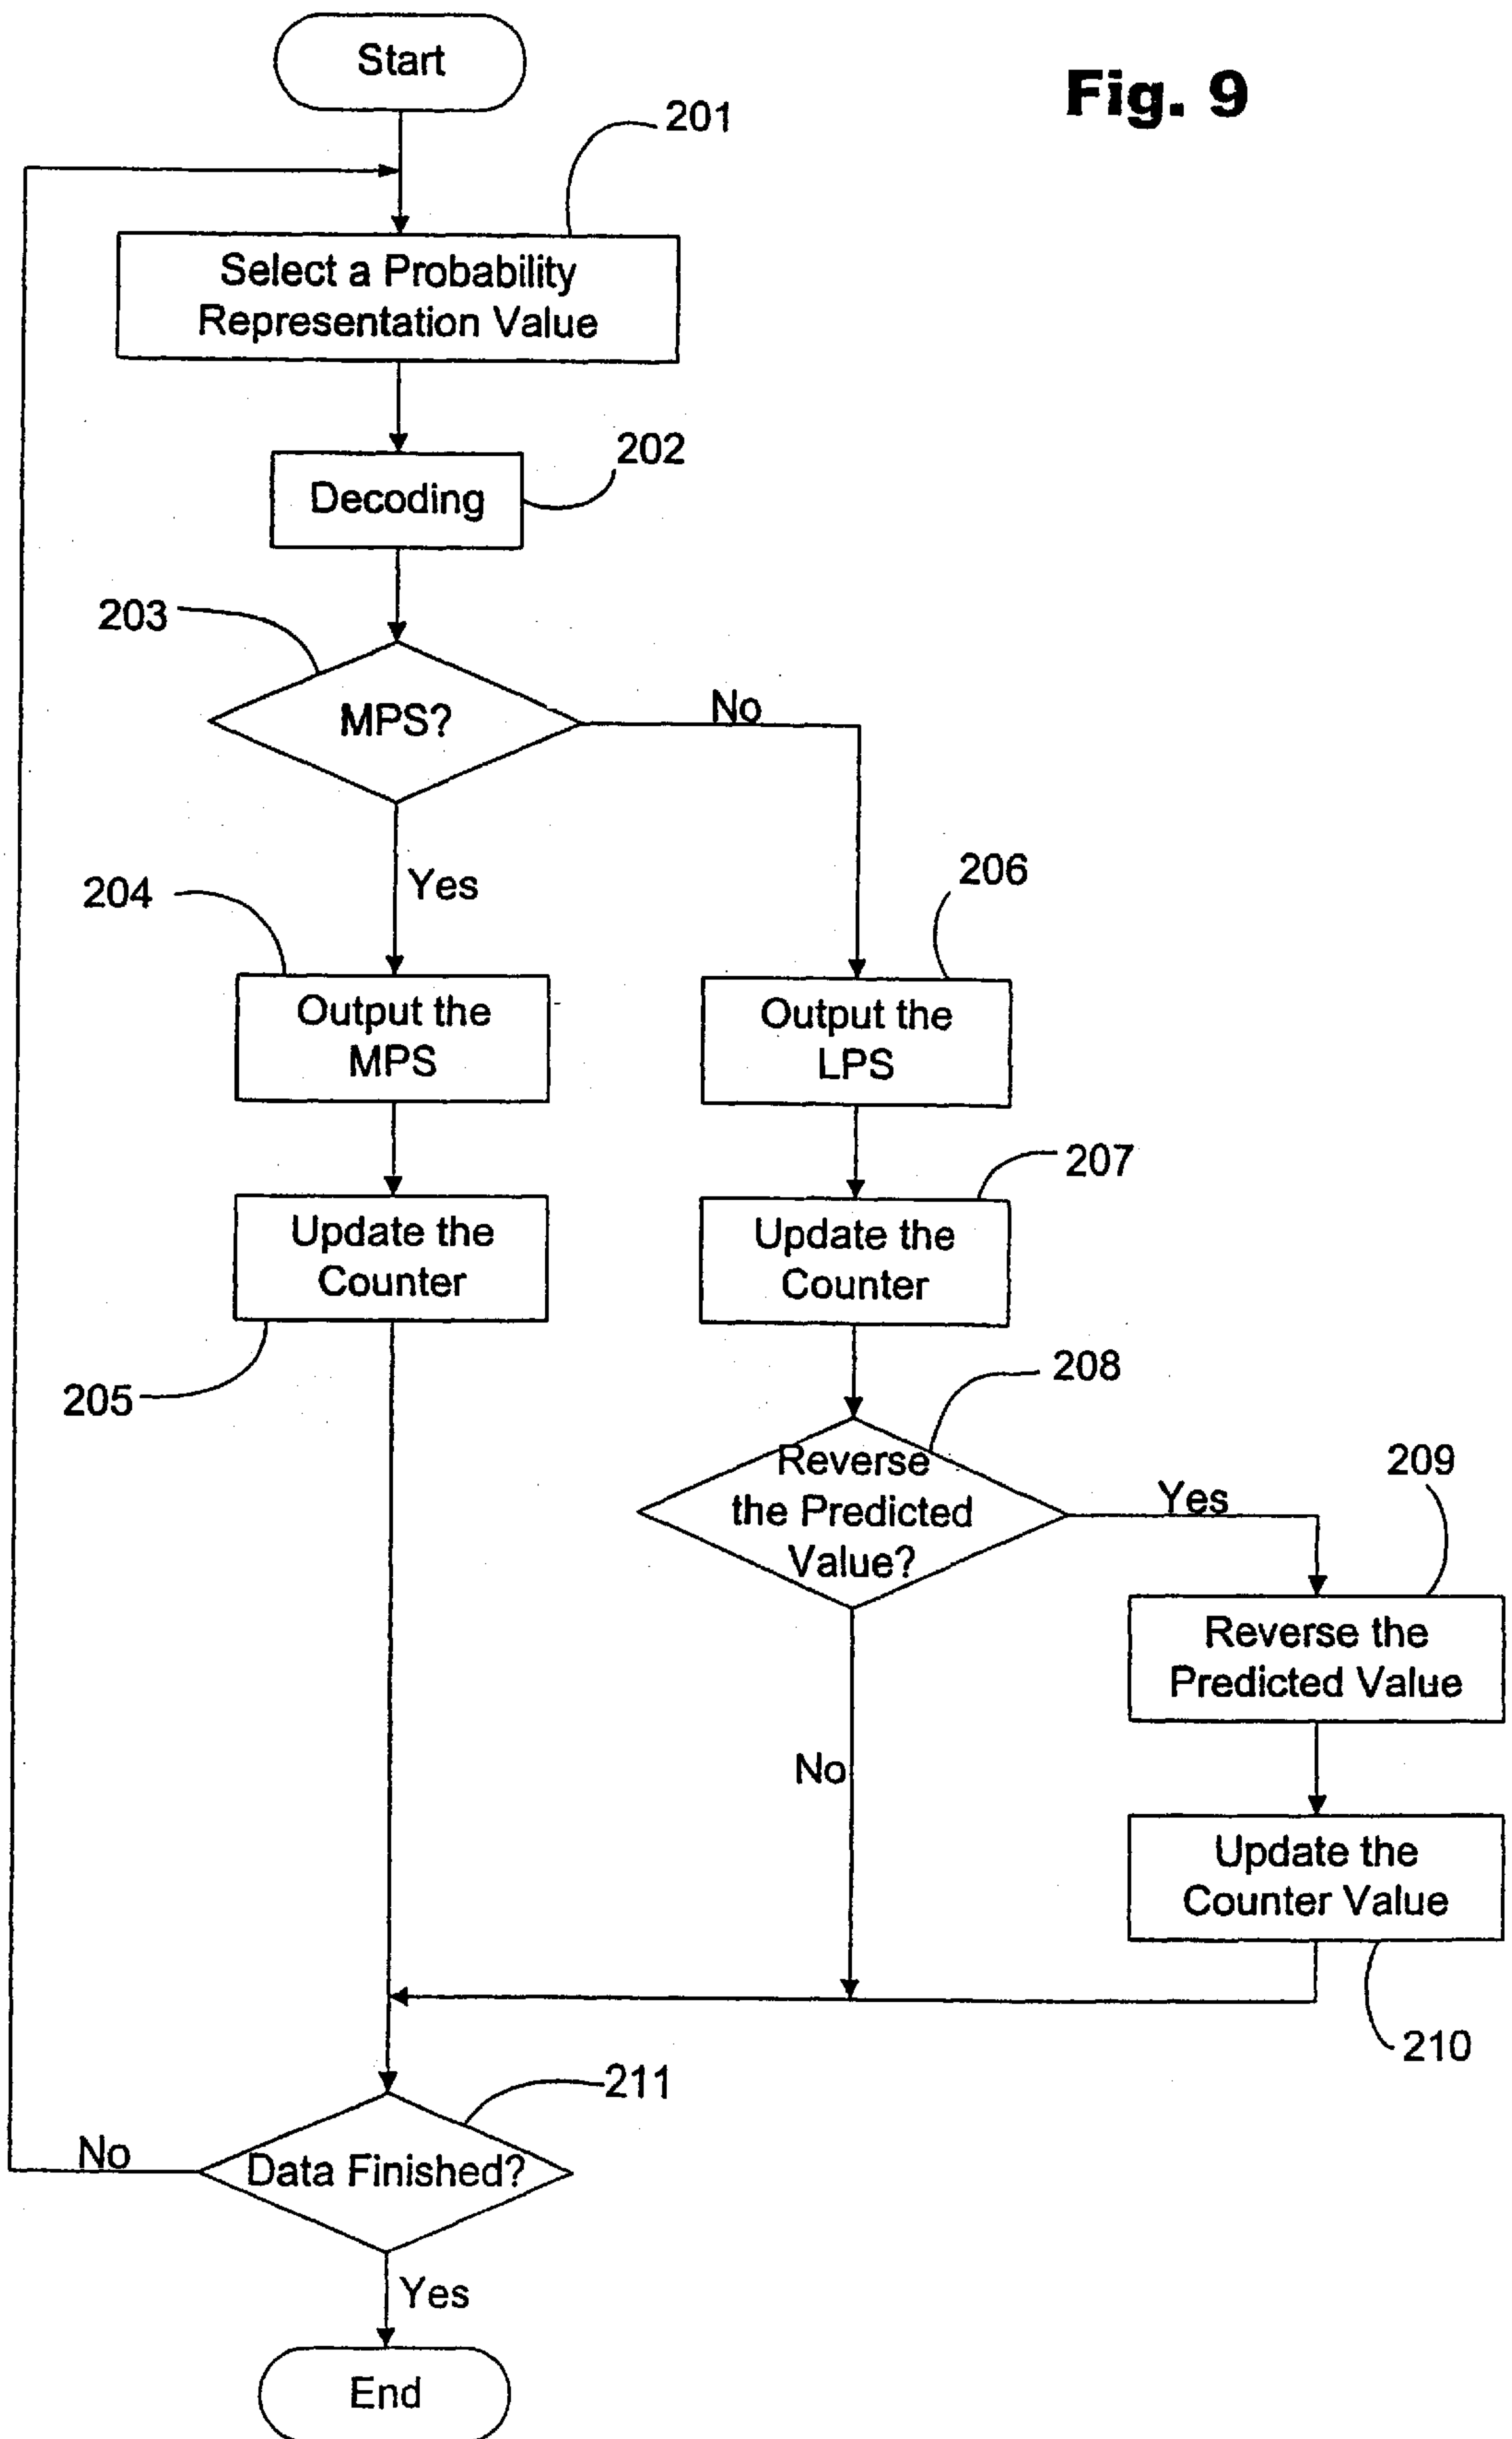 Start
Fig. 9
201
Select a Probability
Representation Value
202
Decoding
203
MPS?
No
Yes
204
206
Output the
MPS
Output the
LPS
207
Update the
Counter
Update the
Counter
205
208
Reverse
the Predicted
Value?
Yes
209
Reverse the
Predicted Value
No
Update the
Counter Value
210
211
No
Data Finished?
Yes
End